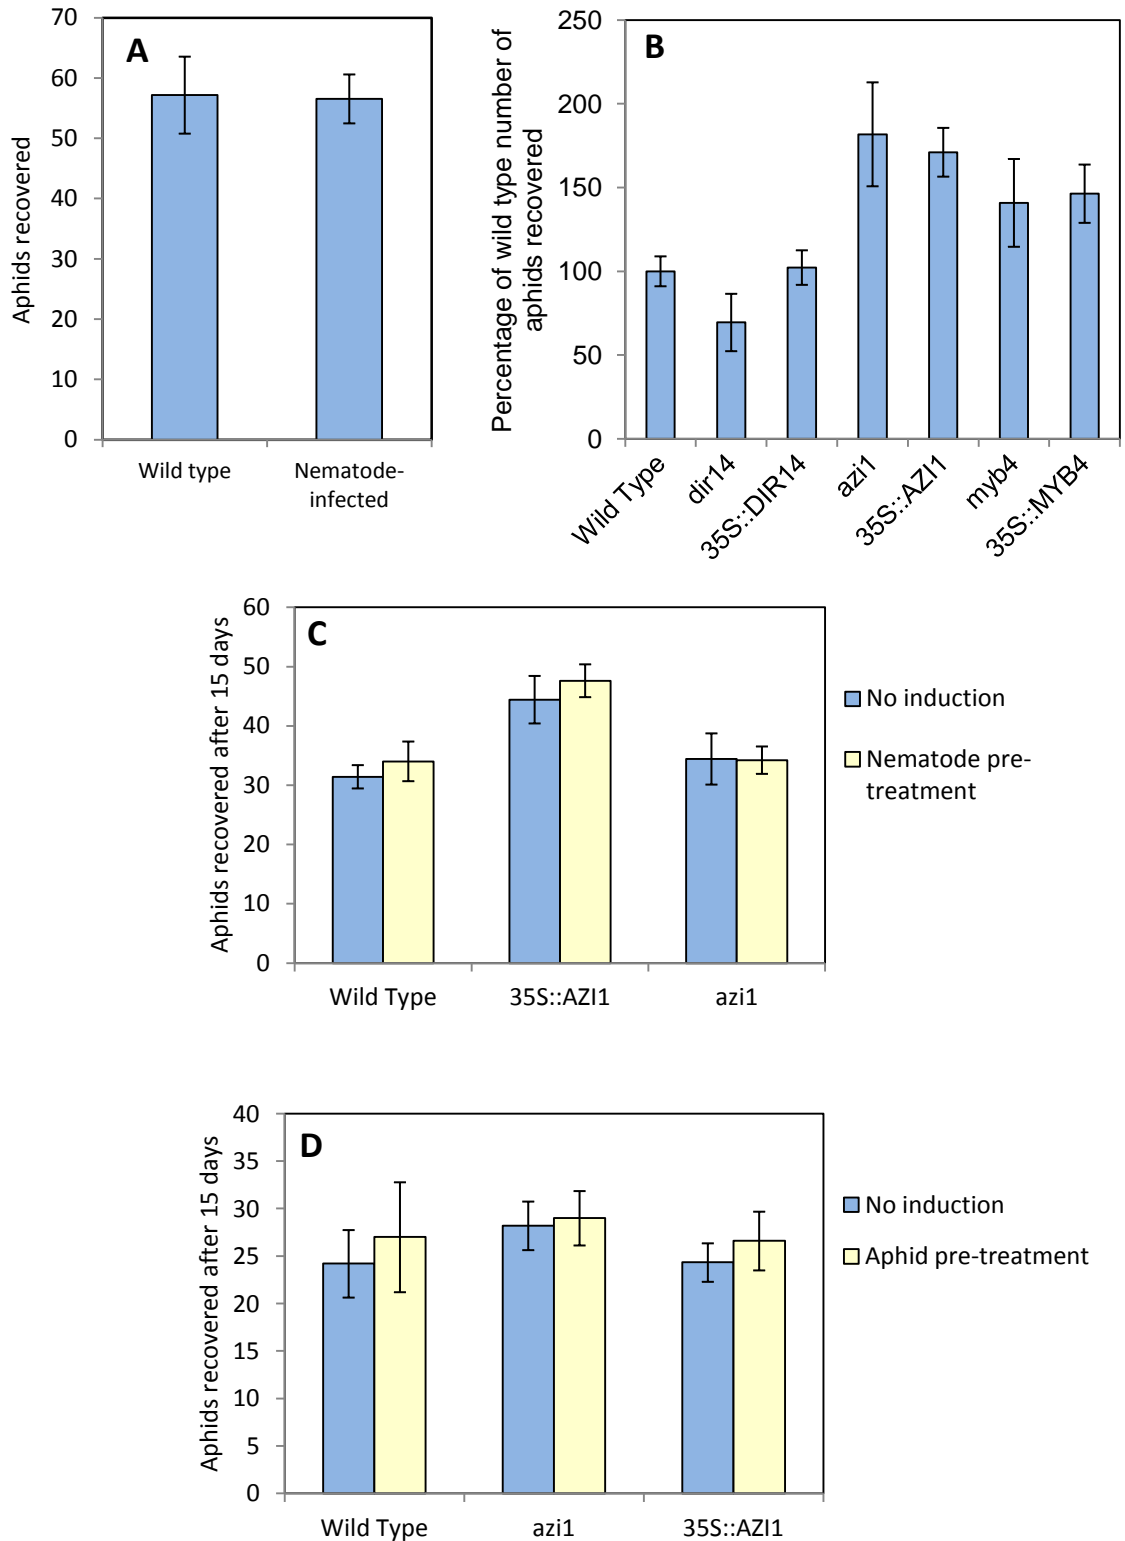 A
Aphids recovered
70
60
50
40
30
20
10
0
Wild type
Nematode-
infected
B
Percentage of wild type number of
aphids recovered
250
200
150
100
50
0
Wild Type
dir14
35S::DIR14
azi1
35S::AZI1
myb4
35S::MYB4
C
Aphids recovered after 15 days
60
50
40
30
20
10
0
Wild Type
35S::AZI1
azi1
No induction
Nematode pre-
treatment
D
Aphids recovered after 15 days
40
35
30
25
20
15
10
5
0
Wild Type
azi1
35S::AZI1
No induction
Aphid pre-treatment